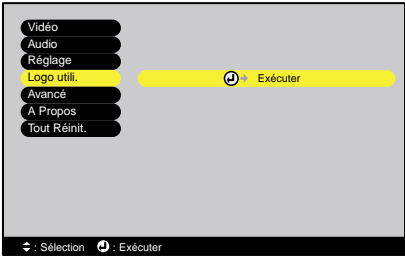 Vidéo
Audio
Réglage
Logo utili.
Exécuter
Avancé
A Propos
Tout Réinit.
: Sélection : Exécuter